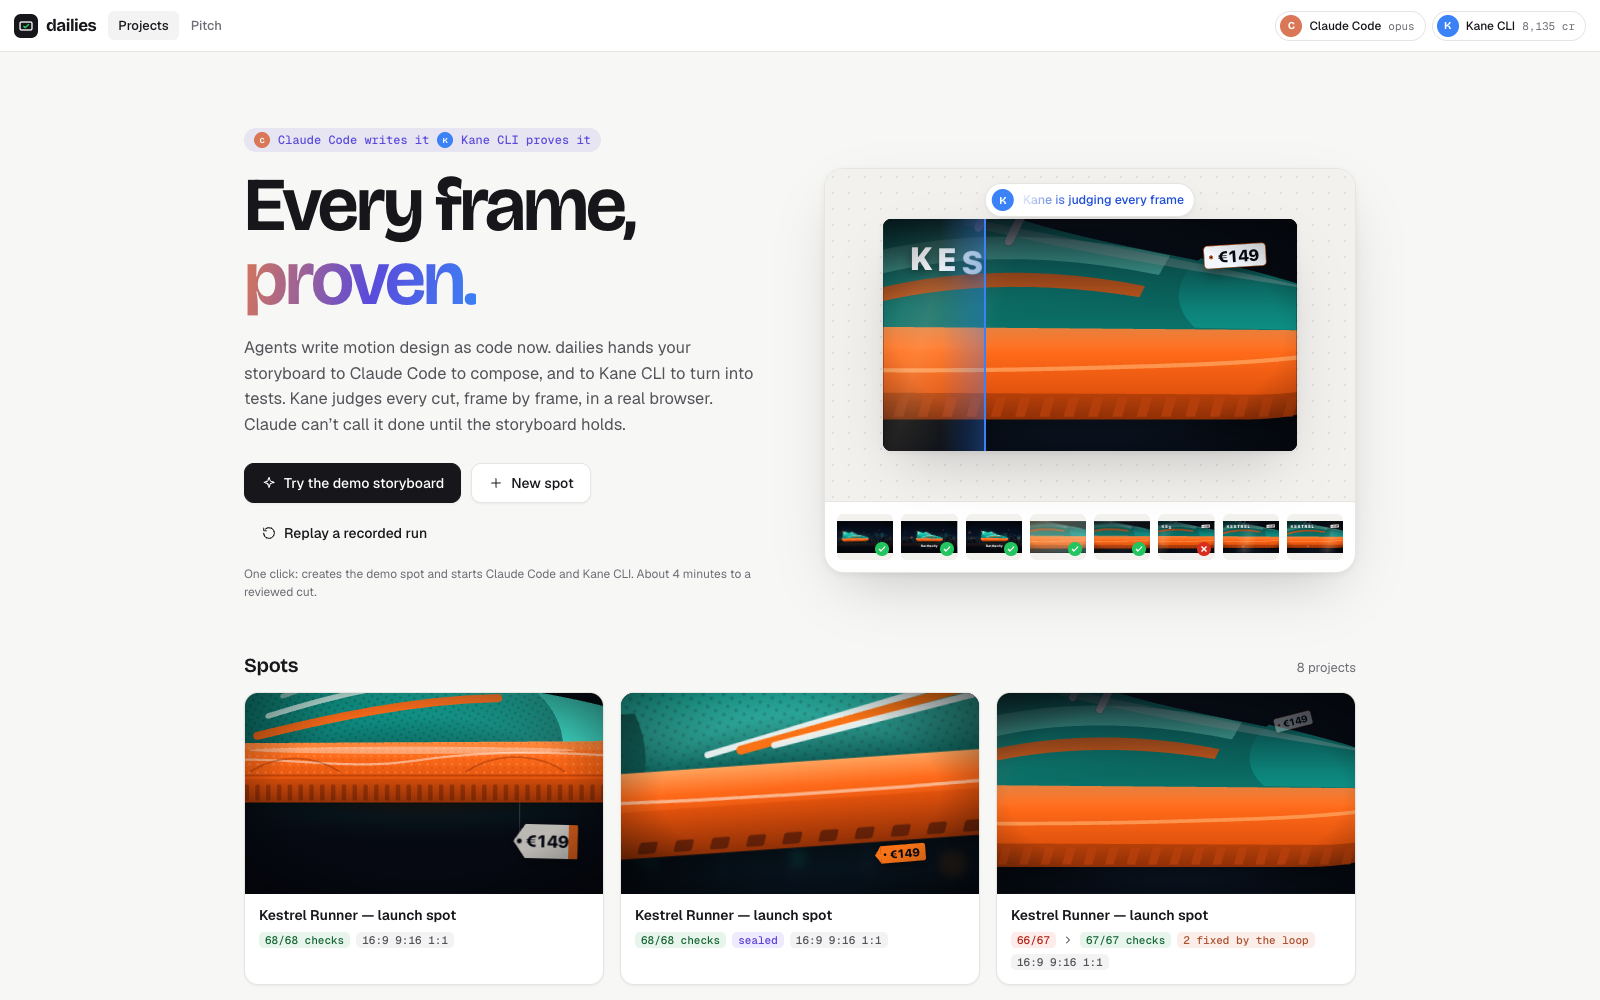 dailies
Projects
Pitch
C Claude Code opus
K Kane CLI 8,135 cr
C Claude Code writes it K Kane CLI proves it
Every frame,
proven.
Agents write motion design as code now. dailies hands your
storyboard to Claude Code to compose, and to Kane CLI to turn into
tests. Kane judges every cut, frame by frame, in a real browser.
Claude can't call it done until the storyboard holds.
Try the demo storyboard
New spot
Replay a recorded run
One click: creates the demo spot and starts Claude Code and Kane CLI. About 4 minutes to a
reviewed cut.
K Kane is judging every frame
KES
€149
Spots
8 projects
€149
€149
€149
Kestrel Runner — launch spot
68/68 checks 16:9 9:16 1:1
Kestrel Runner — launch spot
68/68 checks sealed 16:9 9:16 1:1
Kestrel Runner — launch spot
66/67 > 67/67 checks 2 fixed by the loop
16:9 9:16 1:1